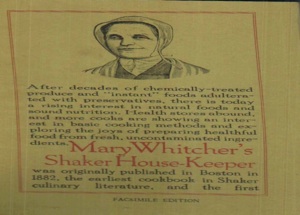 After decades of chemically-treated
produce and "instant" foods adultera-
ted with preservatives, there is today
a rising interest in natural foods and
sound nutrition. Health stores abound,
and more cooks are showing an inter-
est in basic cooking methods and ex-
ploring the joys of preparing healthful
food from fresh, uncontaminated ingre-
dients.
Mary Whitcher's
Shaker House-Keeper
was originally published in Boston in
1882, the earliest cookbook in Shaker
culinary literature, and the first
FACSIMILE EDITION